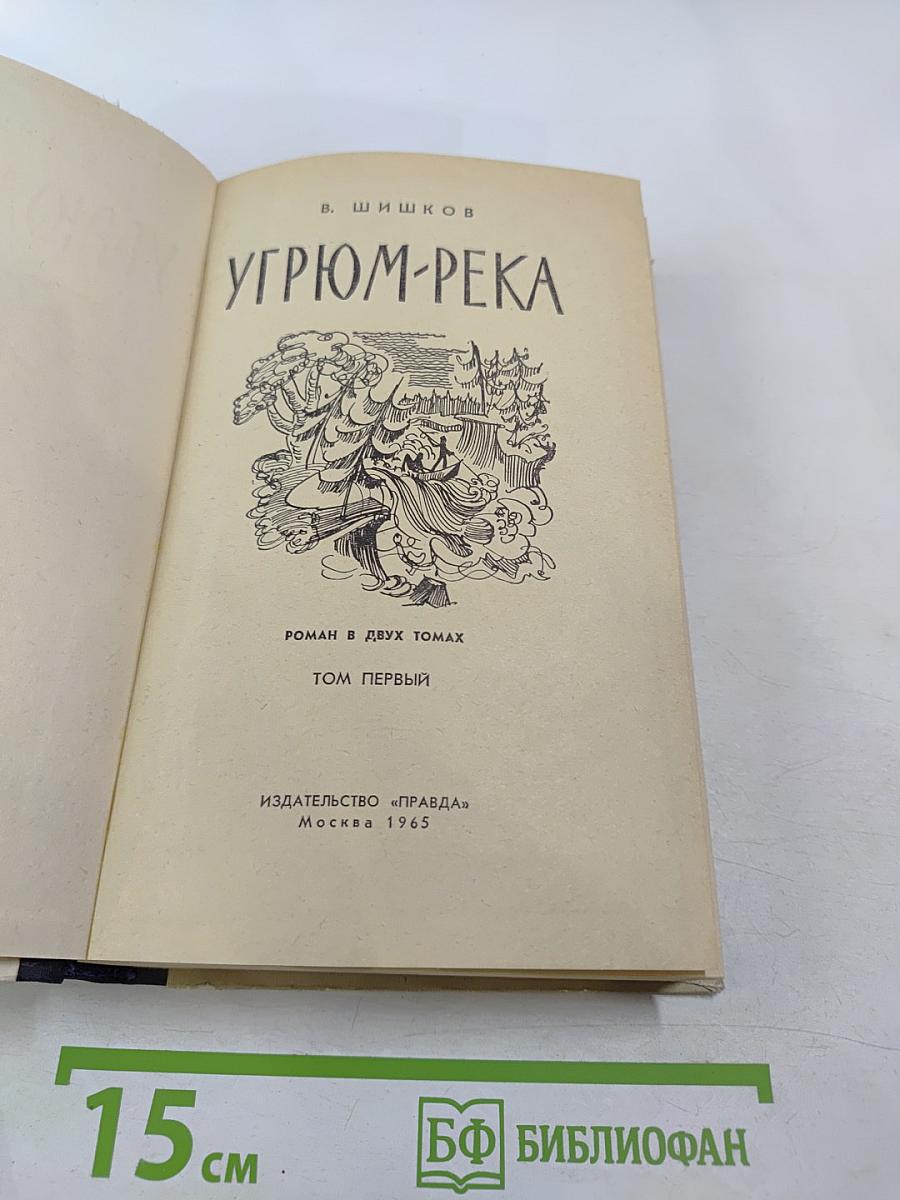 В. ШИШКОВ
УГРЮМ-РЕКА
РОМАН В ДВУХ ТОМАХ
ТОМ ПЕРВЫЙ
ИЗДАТЕЛЬСТВО «ПРАВДА»
Москва 1965
15 см
БФ БИБЛИОФАН